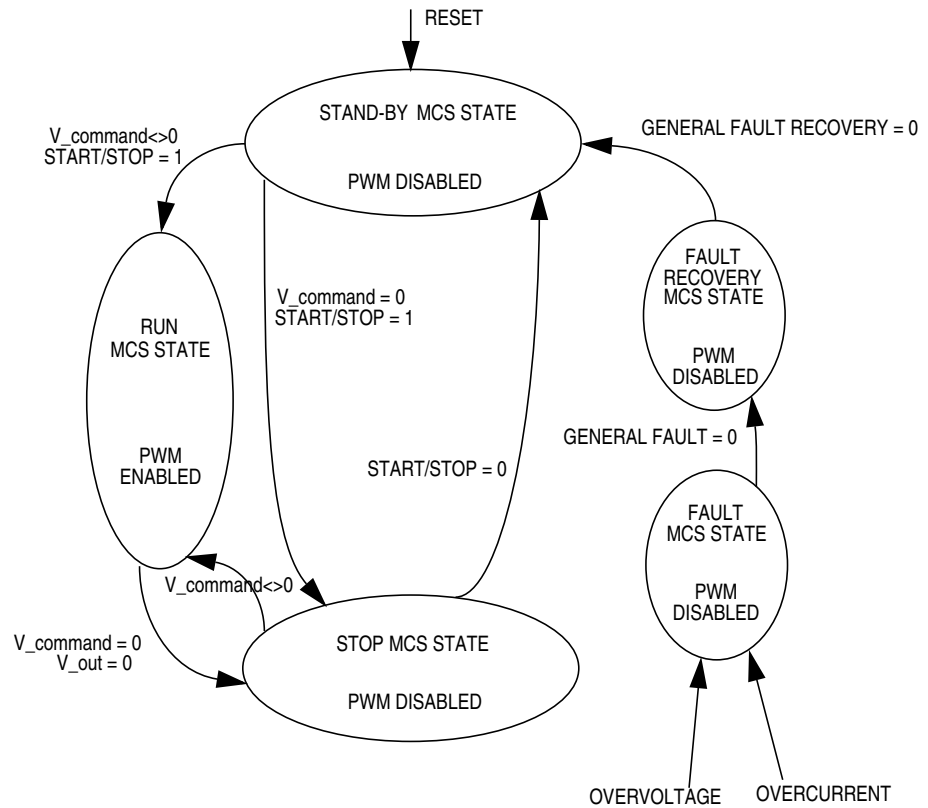 RESET
STAND-BY MCS STATE
PWM DISABLED
V_command<>0
START/STOP = 1
GENERAL FAULT RECOVERY = 0
FAULT
RECOVERY
MCS STATE
PWM
DISABLED
V_command = 0
START/STOP = 1
RUN
MCS STATE
PWM
ENABLED
START/STOP = 0
GENERAL FAULT = 0
FAULT
MCS STATE
PWM
DISABLED
V_command<>0
V_command = 0
V_out = 0
STOP MCS STATE
PWM DISABLED
OVERVOLTAGE
OVERCURRENT